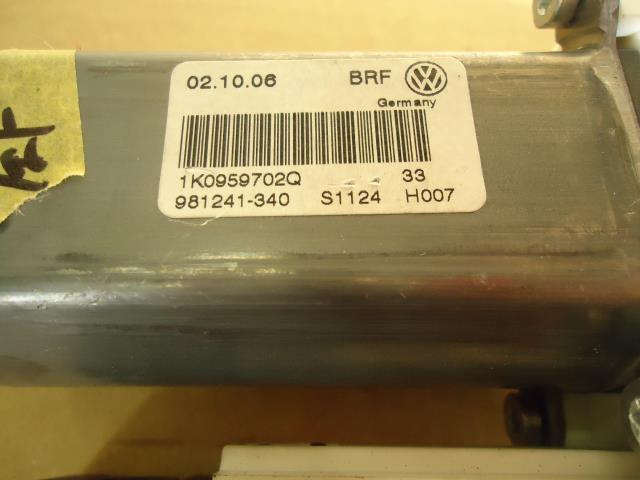 02.10.06 BRF
Germany
1K0959702Q 33
981241-340 S1124 H007